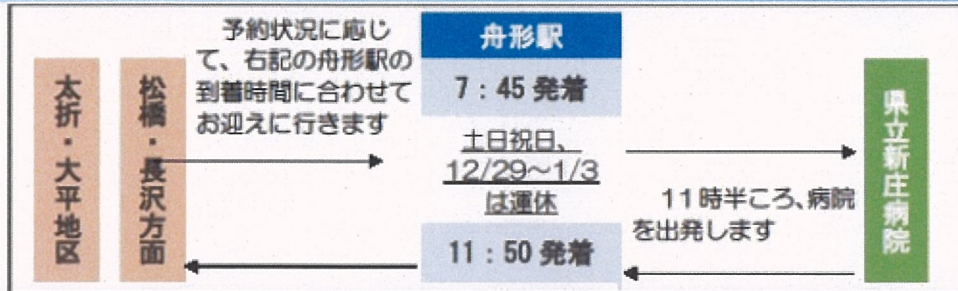 太折・大平地区
松橋・長沢方面
予約状況に応じ
て、右記の舟形駅の
到着時間に合わせて
お迎えに行きます
舟形駅
7：45 発着
土日祝日、
12/29～1/3
は運休
11：50 発着
11時半ころ、病院
を出発します
県立新庄病院